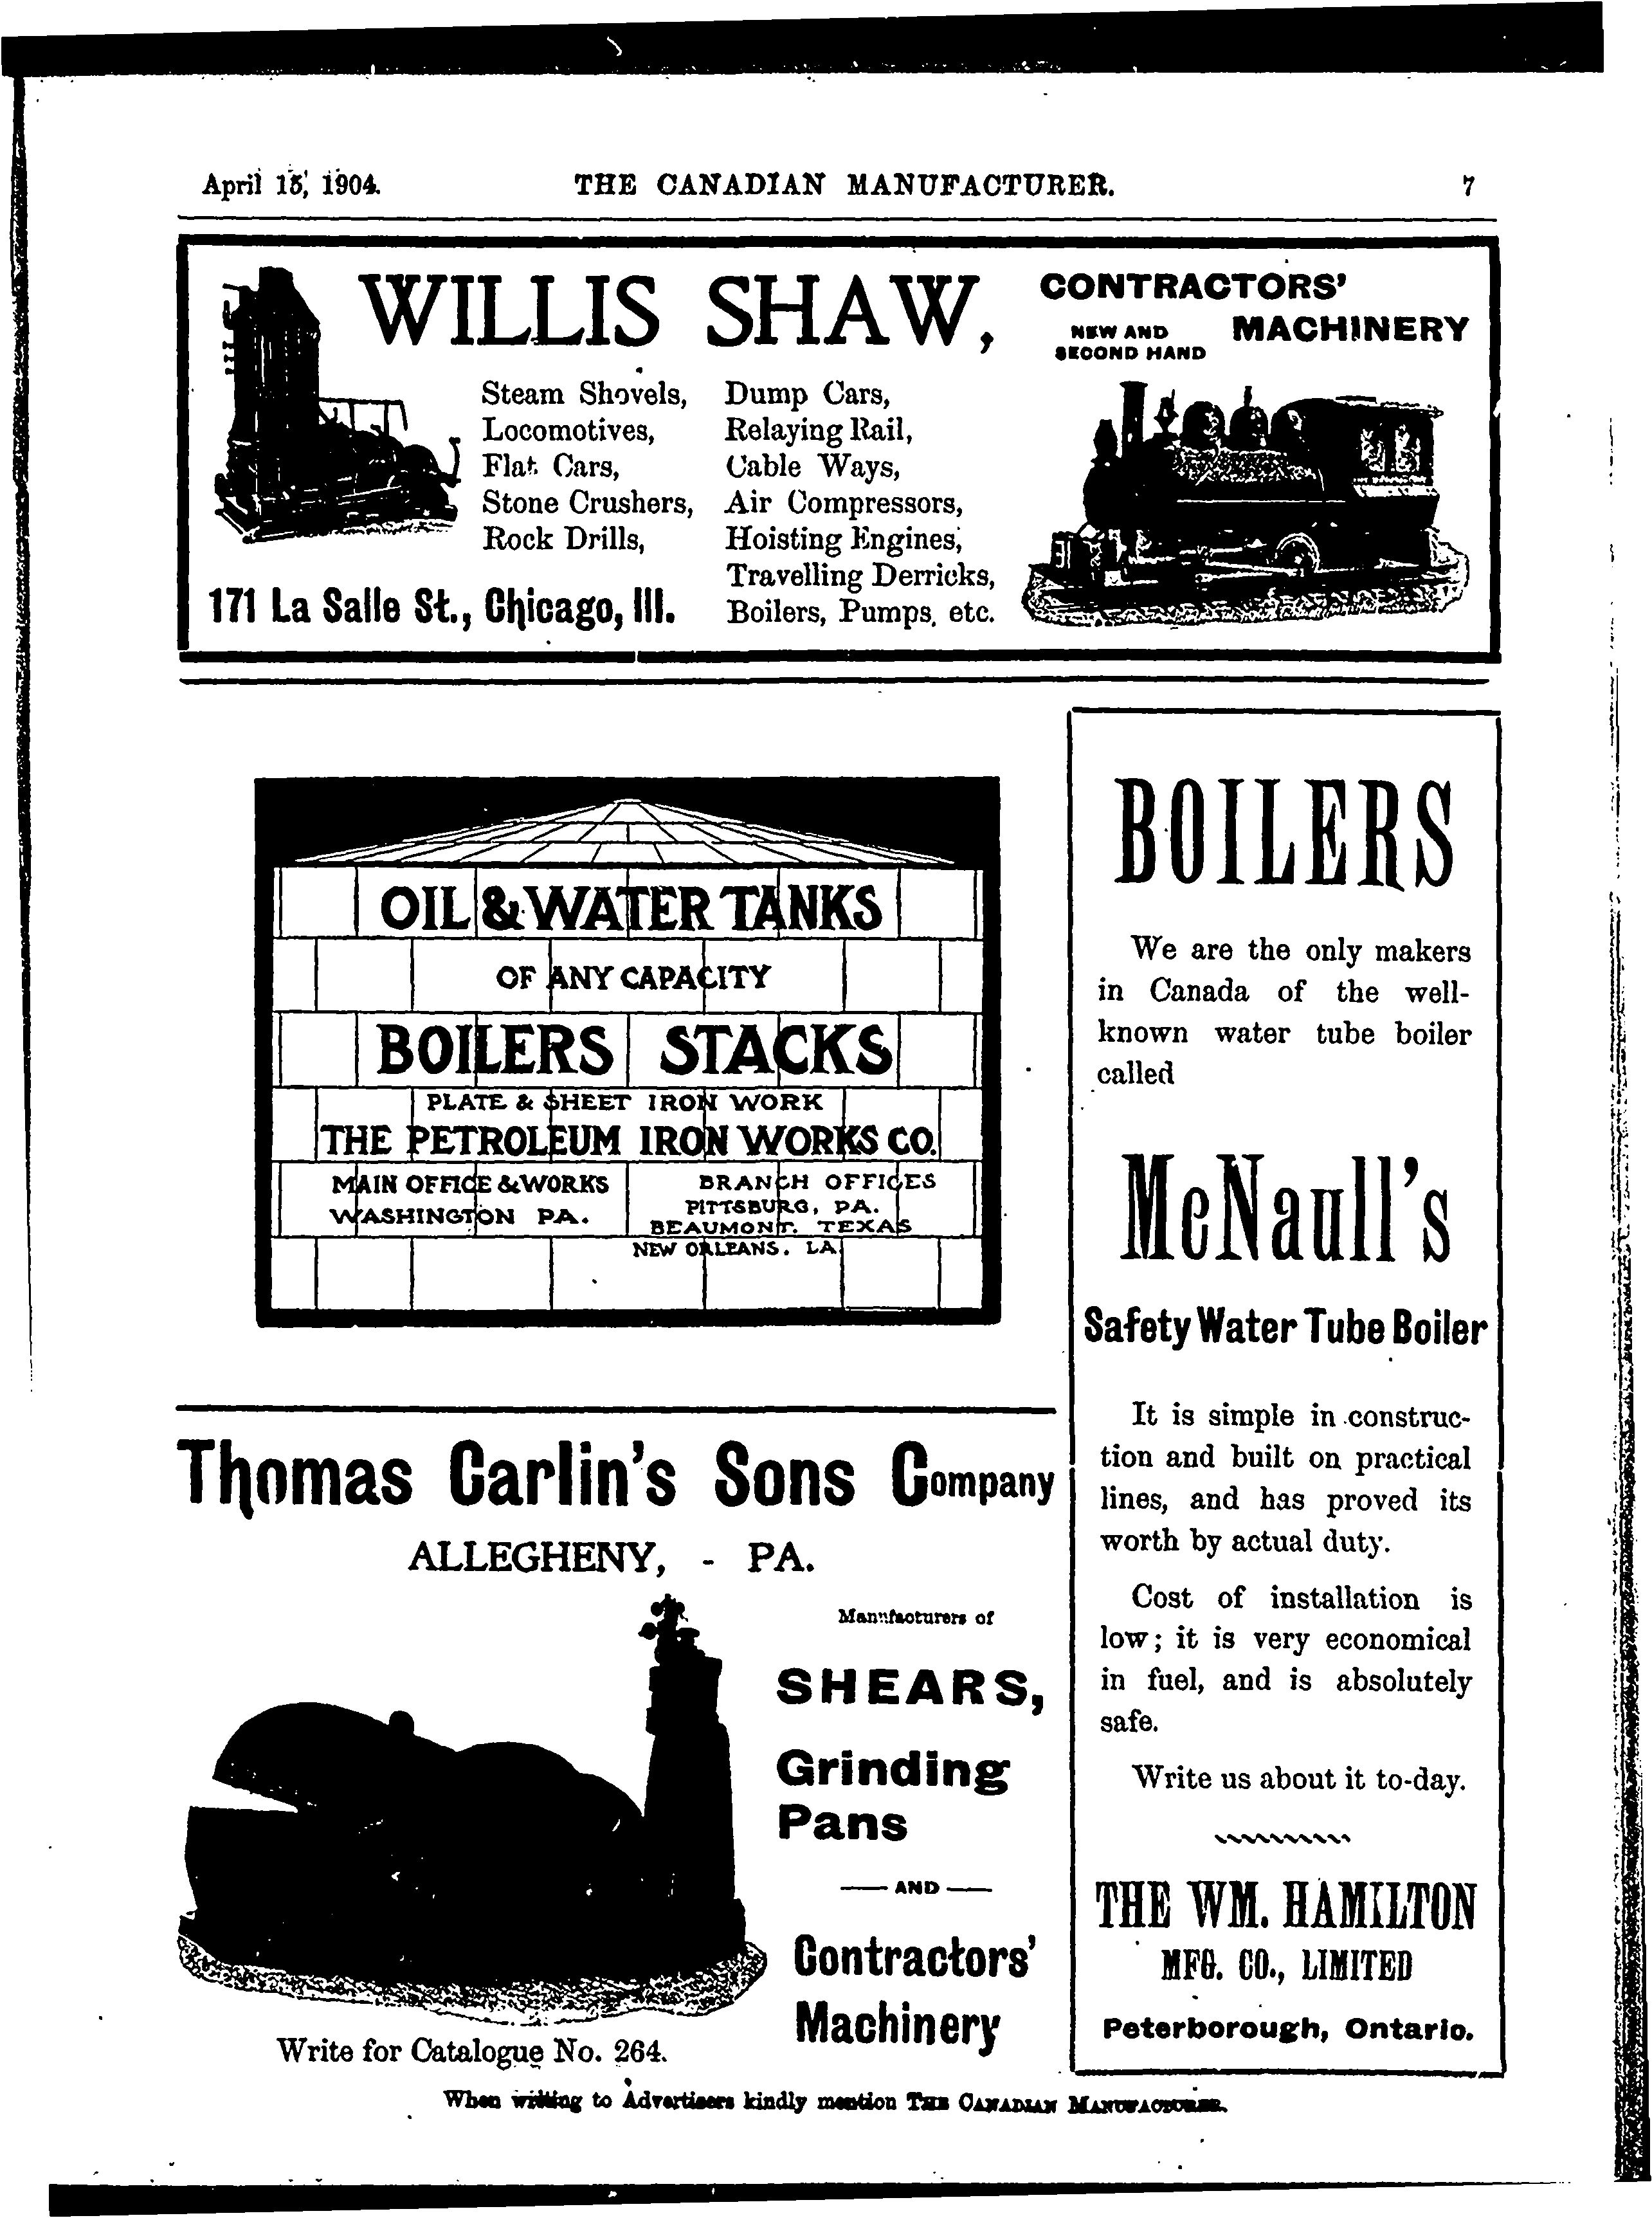 April 15, 1904.
THE CANADIAN MANUFACTURER.
7
WILLIS SHAW,
CONTRACTORS'
NEW AND
SECOND HAND
MACHINERY
Steam Shovels,
Locomotives,
Flat Cars,
Stone Crushers,
Rock Drills,
Dump Cars,
Relaying Rail,
Cable Ways,
Air Compressors,
Hoisting Engines,
Travelling Derricks,
Boilers, Pumps, etc.
171 La Salle St., Chicago, Ill.
OIL & WATER TANKS
OF ANY CAPACITY
BOILERS STACKS
PLATE & SHEET IRON WORK
THE PETROLEUM IRON WORKS CO.
MAIN OFFICE & WORKS
WASHINGTON PA.
BRANCH OFFICES
PITTSBURG, PA.
BEAUMONT. TEXAS
NEW ORLEANS. LA
Thomas Carlin's Sons Company
ALLEGHENY, - PA.
Manufacturers of
SHEARS,
Grinding
Pans
— AND —
Contractors'
Machinery
Write for Catalogue No. 264.
BOILERS
We are the only makers
in Canada of the well-
known water tube boiler
called
McNaull's
Safety Water Tube Boiler
It is simple in construc-
tion and built on practical
lines, and has proved its
worth by actual duty.
Cost of installation is
low; it is very economical
in fuel, and is absolutely
safe.
Write us about it to-day.
THE WM. HAMILTON
MFG. CO., LIMITED
Peterborough, Ontario.
When writing to Advertisers kindly mention THE CANADIAN MANUFACTURER.